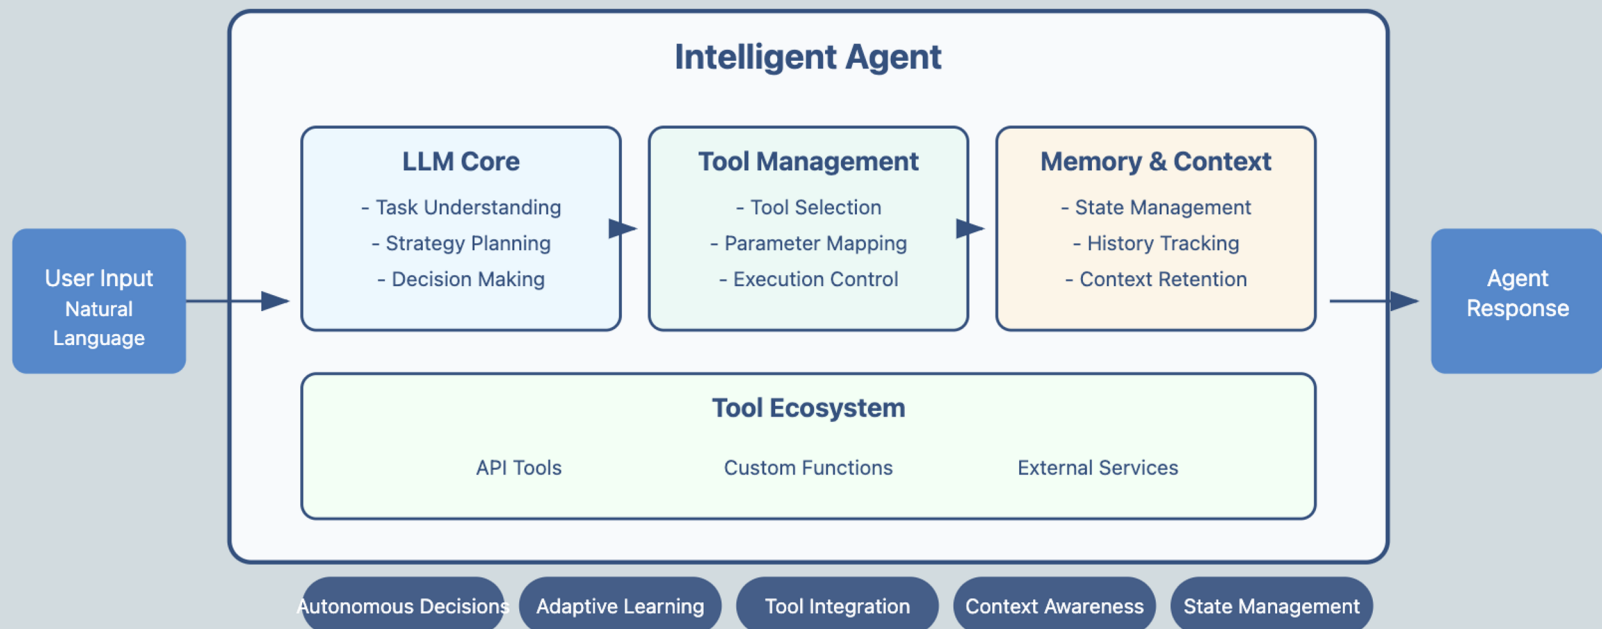 Intelligent Agent
User Input
Natural
Language
LLM Core
- Task Understanding
- Strategy Planning
- Decision Making
Tool Management
- Tool Selection
- Parameter Mapping
- Execution Control
Memory & Context
- State Management
- History Tracking
- Context Retention
Agent
Response
Tool Ecosystem
API Tools
Custom Functions
External Services
Autonomous Decisions
Adaptive Learning
Tool Integration
Context Awareness
State Management